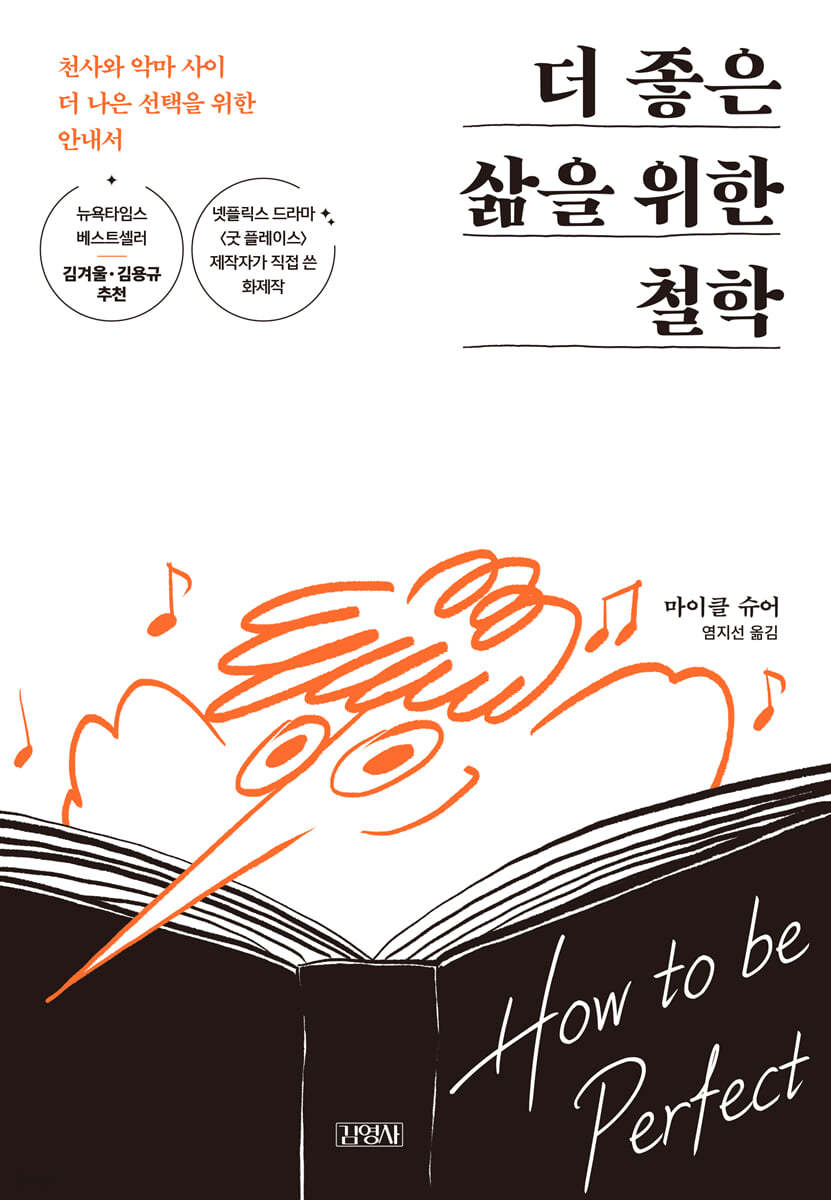 천사와 악마 사이
더 나은 선택을 위한
안내서
뉴욕타임스
베스트셀러
김겨울·김용규
추천
넷플릭스 드라마
〈굿 플레이스〉
제작자가 직접 쓴
화제작
더 좋은
삶을 위한
철학
마이클 슈어
염지선 옮김
How to be
Perfect
김영사